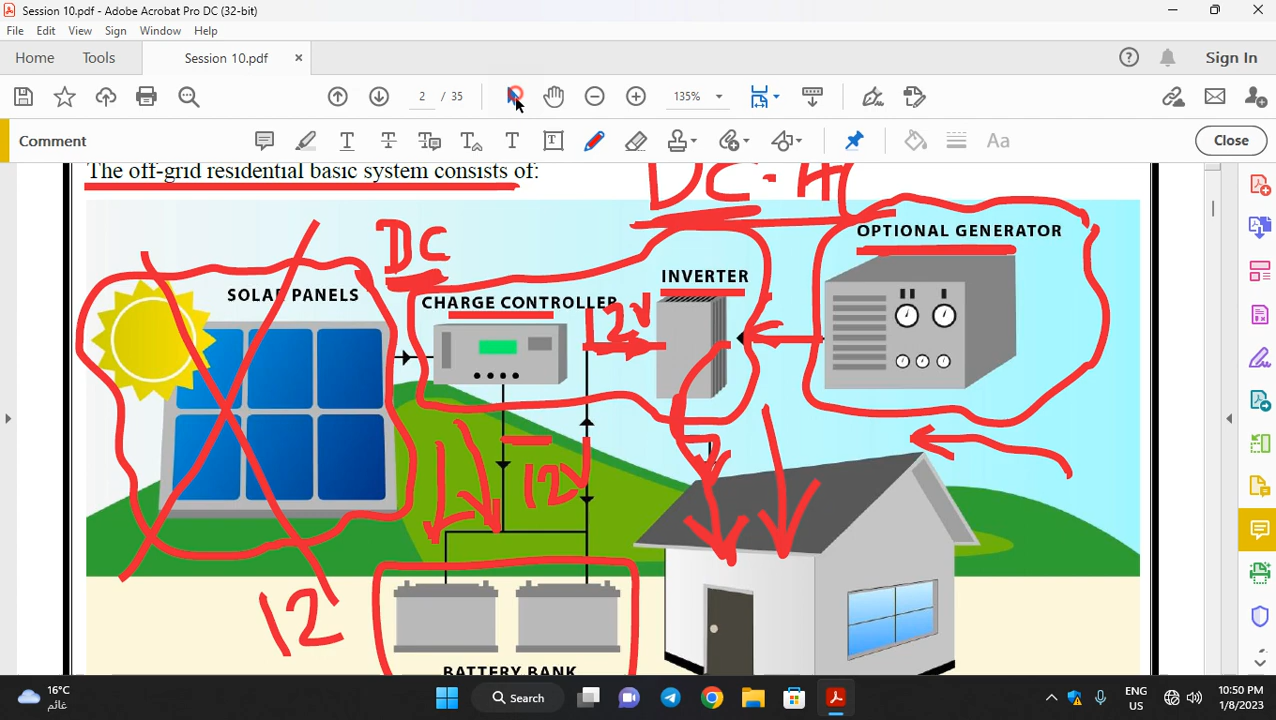 Session 10.pdf - Adobe Acrobat Pro DC (32-bit)
File Edit View Sign Window Help
Home Tools Session 10.pdf × Sign In
2 / 35 135%
Comment Aa Close
The off-grid residential basic system consists of:
DC - AC
OPTIONAL GENERATOR
DC
INVERTER
SOLAR PANELS
CHARGE CONTROLLER
12V
12V
12
BATTERY BANK
16°C
غائم
Search
ENG
US
10:50 PM
1/8/2023